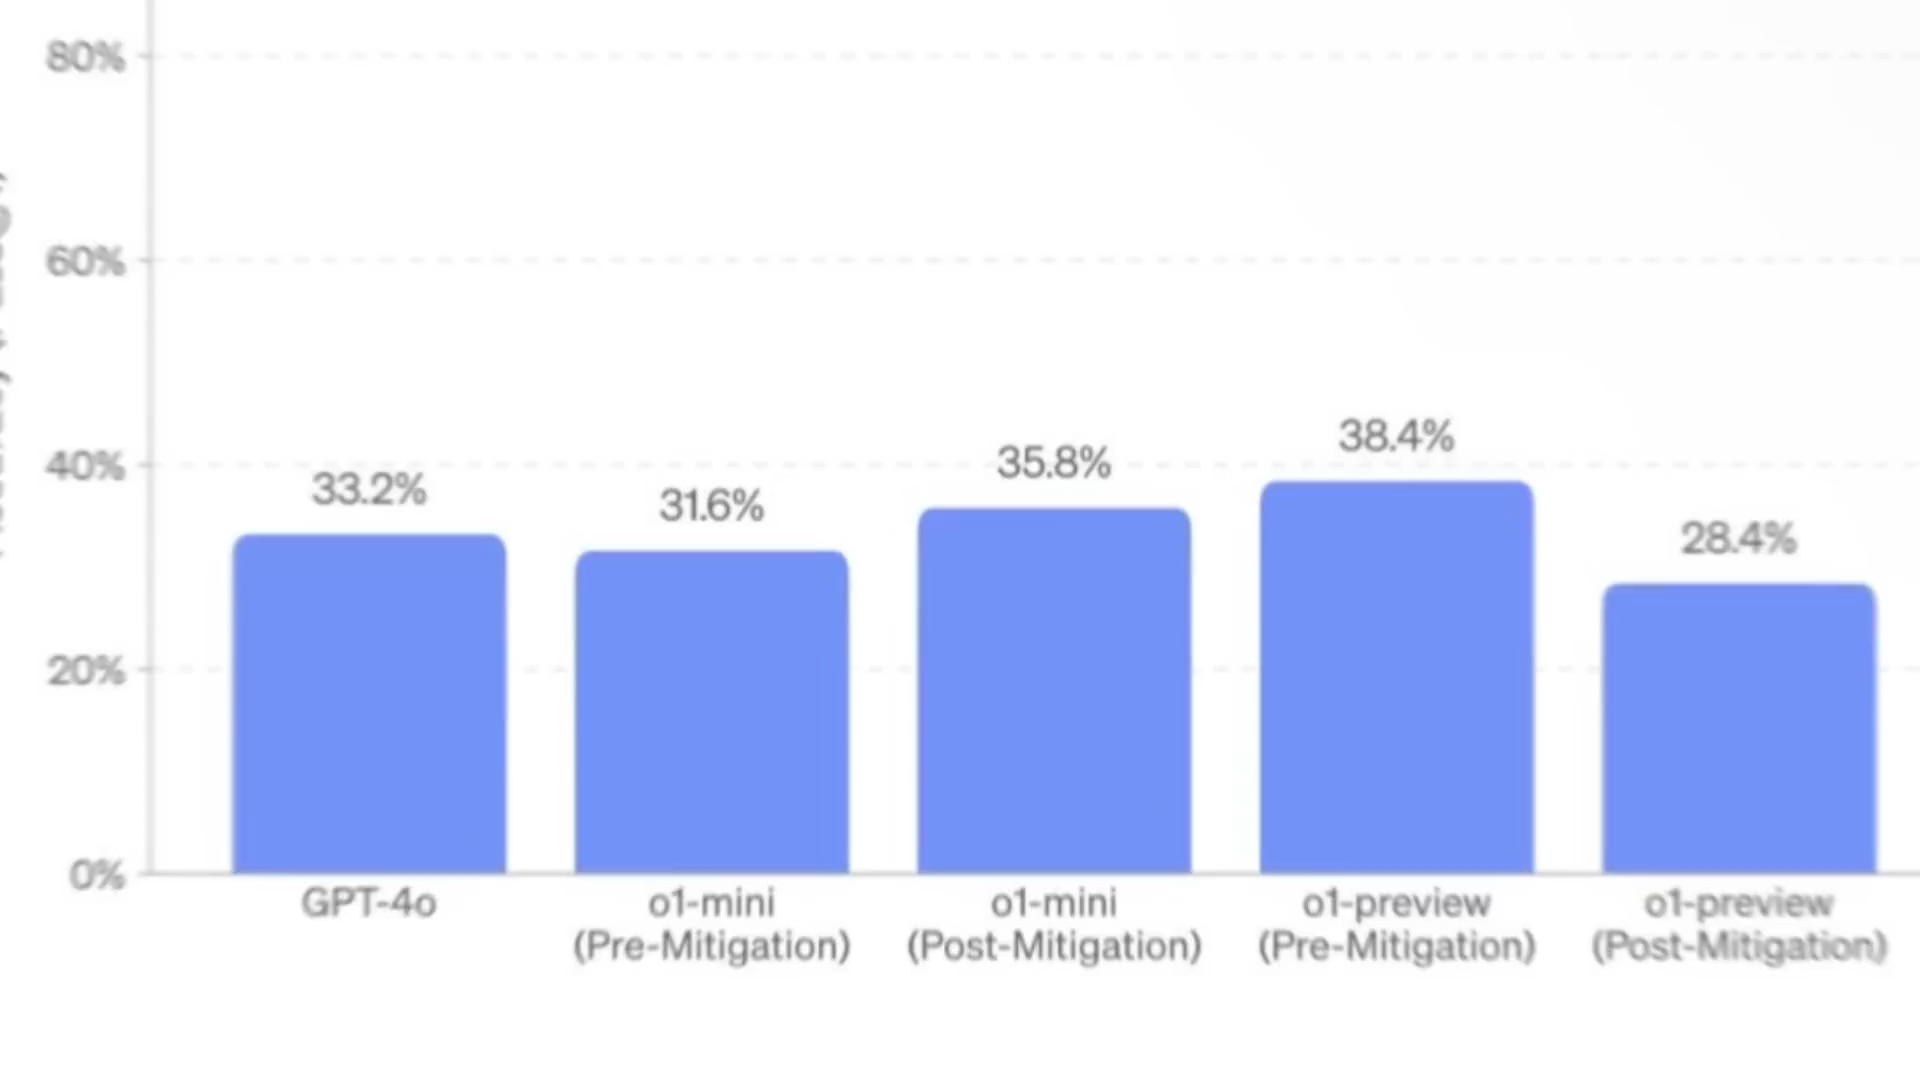 80%
60%
40%
20%
0%
33.2%
31.6%
35.8%
38.4%
28.4%
GPT-4o
o1-mini
(Pre-Mitigation)
o1-mini
(Post-Mitigation)
o1-preview
(Pre-Mitigation)
o1-preview
(Post-Mitigation)